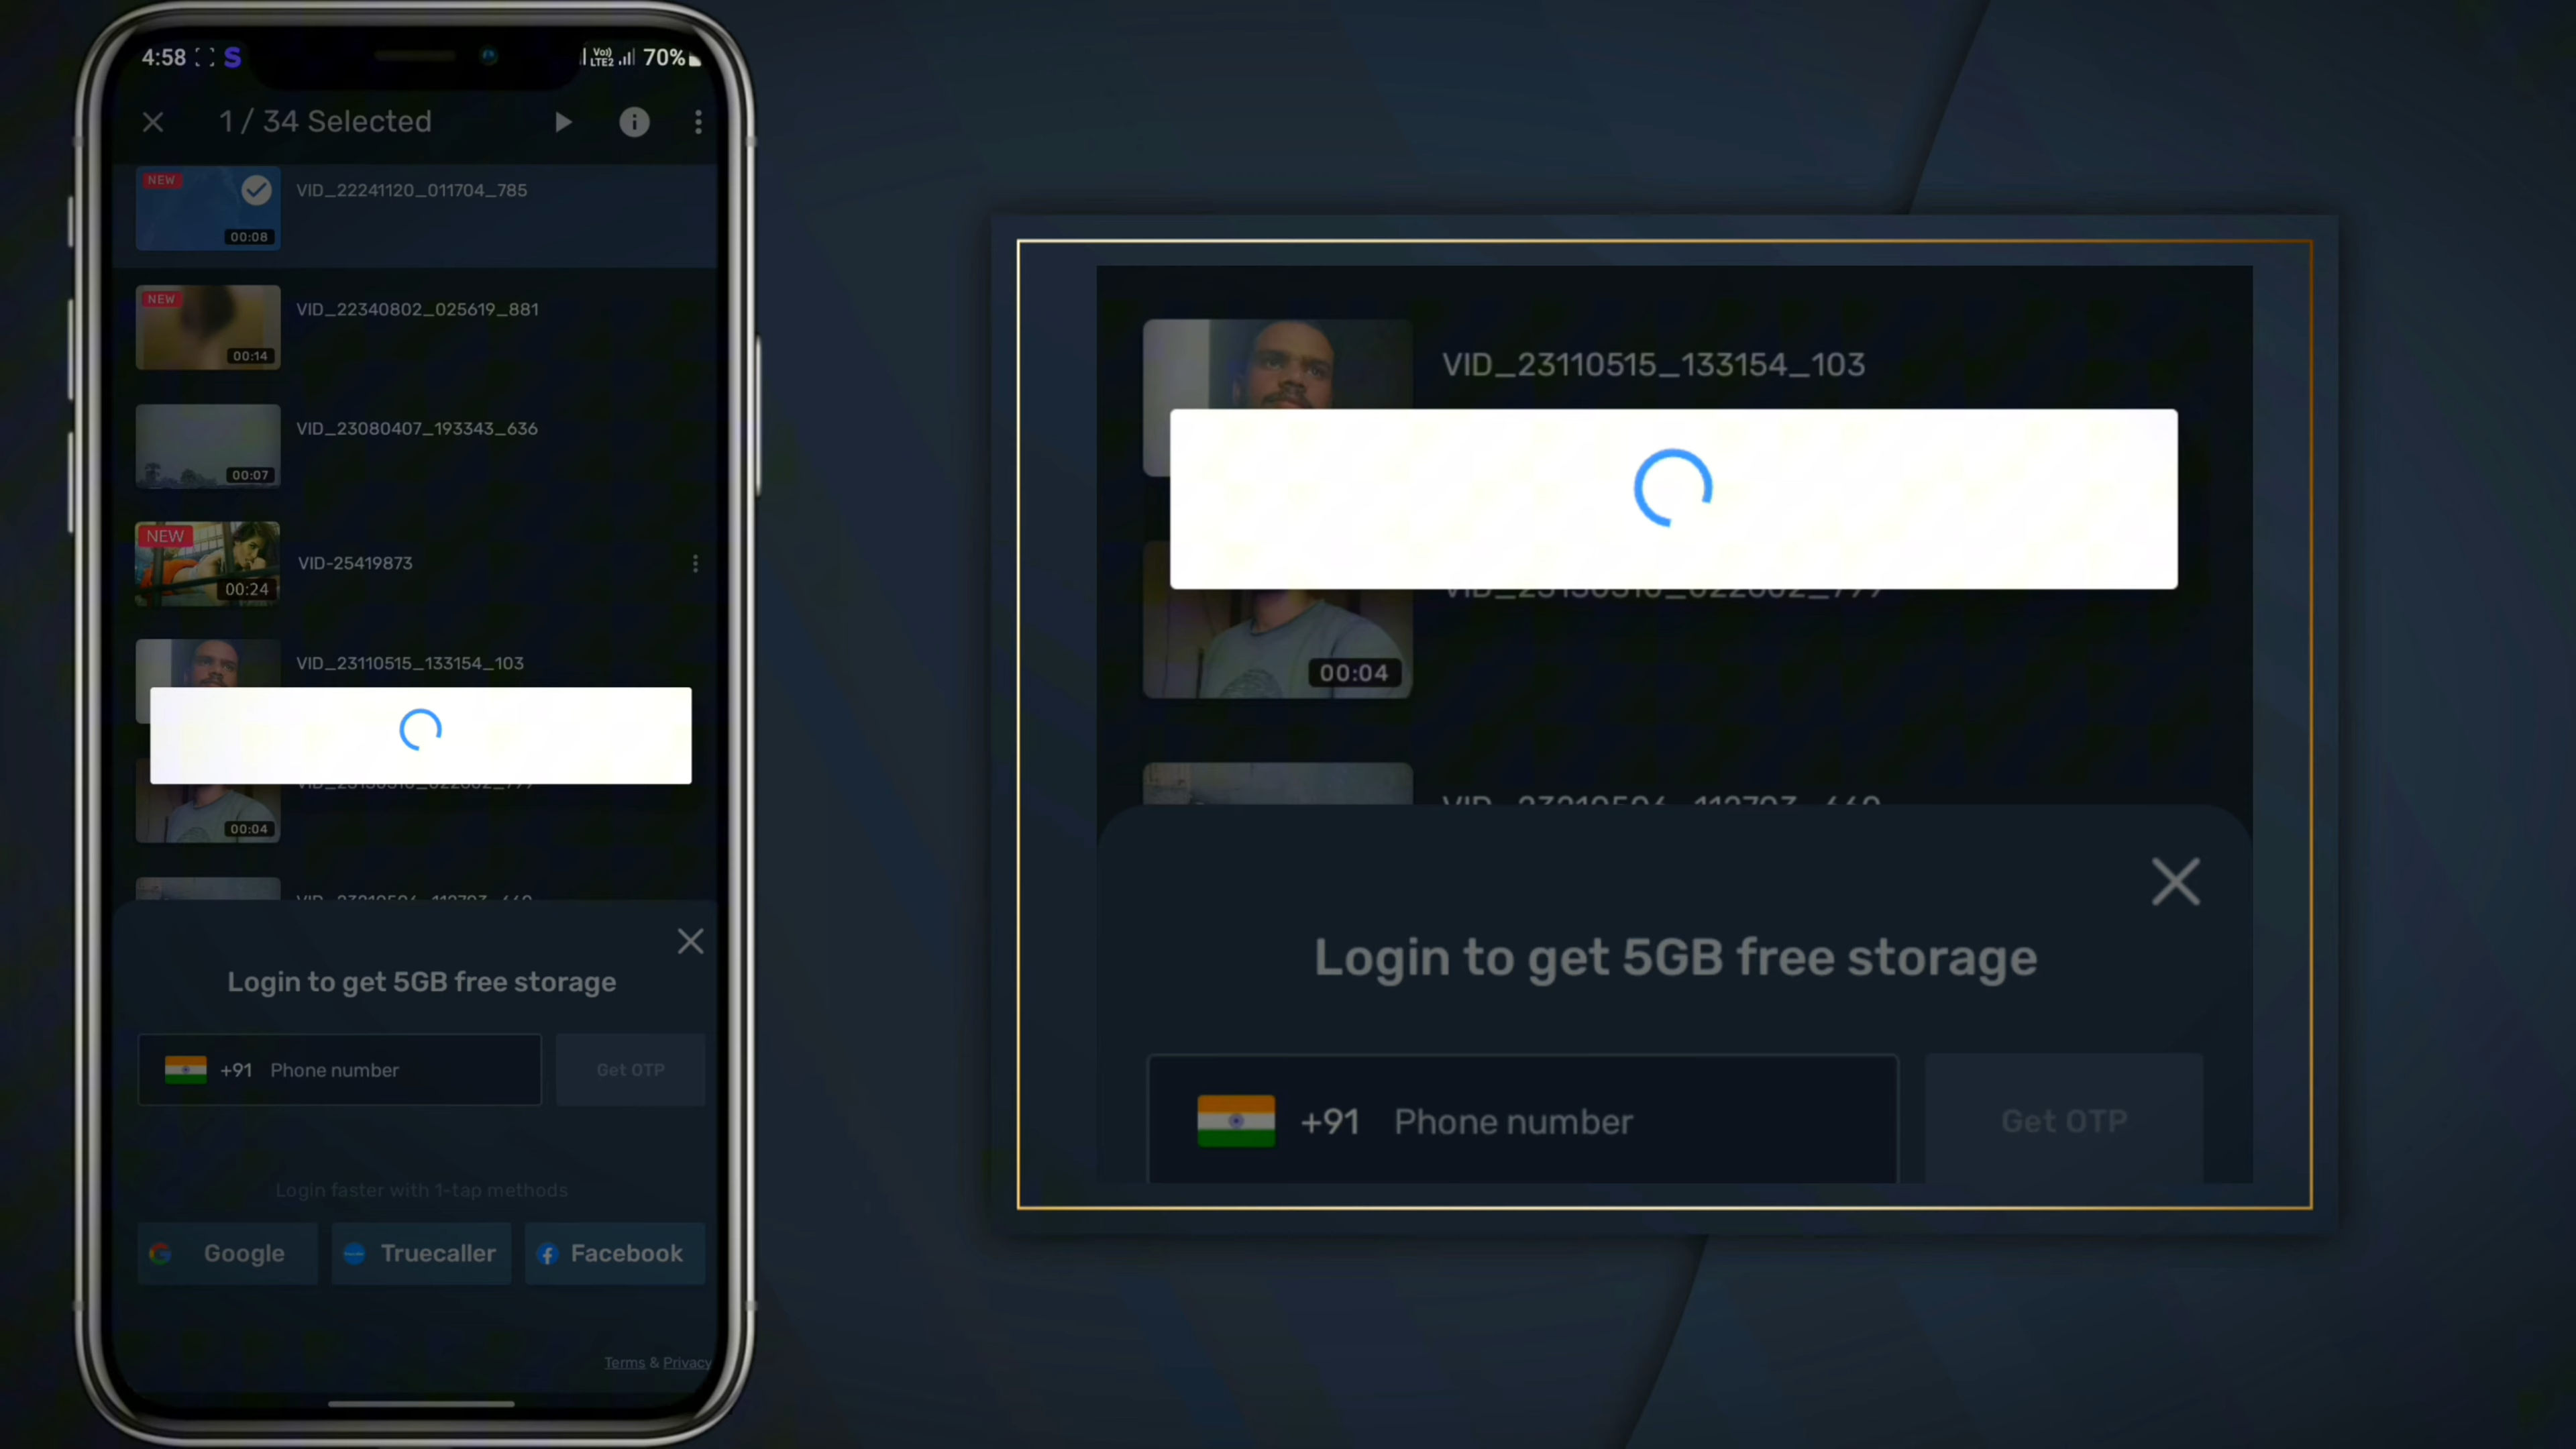 4:58 S Vo) LTE2 70%
1 / 34 Selected
NEW
VID_22241120_011704_785
00:08
NEW
VID_22340802_025619_881
00:14
VID_23080407_193343_636
00:07
NEW
VID-25419873
00:24
VID_23110515_133154_103
00:04
Login to get 5GB free storage
+91 Phone number Get OTP
Login faster with 1-tap methods
Google Truecaller Facebook
Terms & Privacy
VID_23110515_133154_103
00:04
Login to get 5GB free storage
+91 Phone number Get OTP